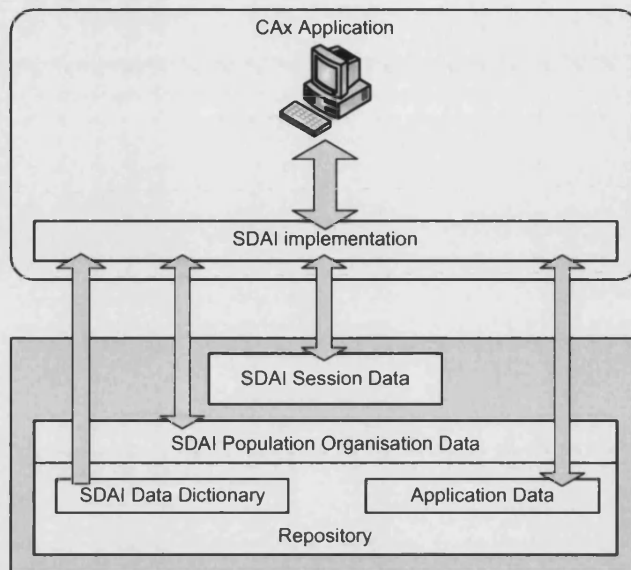 CAx Application
SDAI implementation
SDAI Session Data
SDAI Population Organisation Data
SDAI Data Dictionary
Application Data
Repository